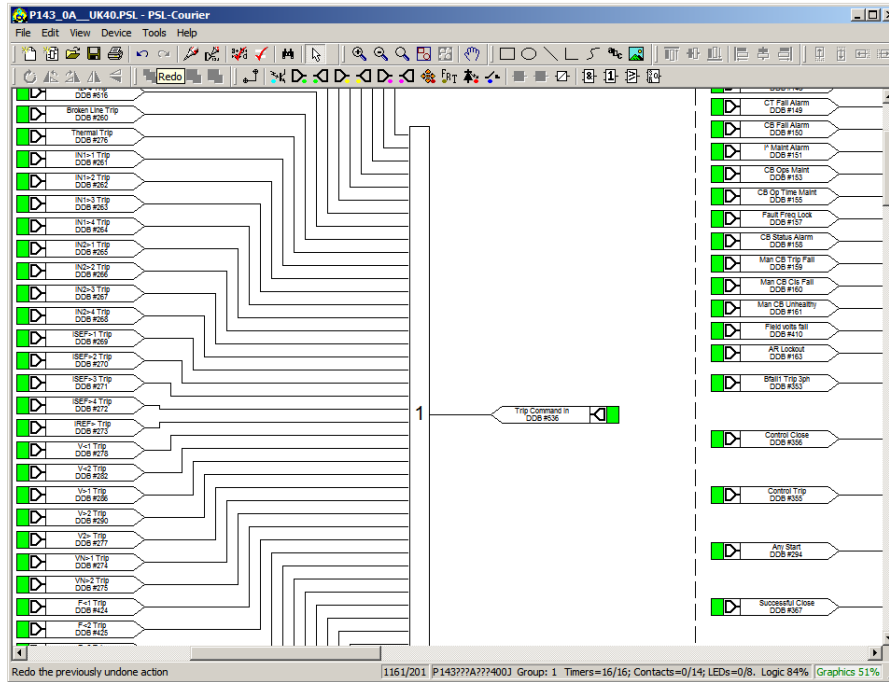 P143_0A__UK40.PSL - PSL-Courier
File Edit View Device Tools Help
Redo
DDB #516
Broken Line Trip
DDB #260
Thermal Trip
DDB #276
IN1>1 Trip
DDB #261
IN1>2 Trip
DDB #262
IN1>3 Trip
DDB #263
IN1>4 Trip
DDB #264
IN2>1 Trip
DDB #265
IN2>2 Trip
DDB #266
IN2>3 Trip
DDB #267
IN2>4 Trip
DDB #268
ISEF>1 Trip
DDB #269
ISEF>2 Trip
DDB #270
ISEF>3 Trip
DDB #271
ISEF>4 Trip
DDB #272
IREF> Trip
DDB #273
V<1 Trip
DDB #278
V<2 Trip
DDB #282
V>1 Trip
DDB #286
V>2 Trip
DDB #290
V2> Trip
DDB #277
VN>1 Trip
DDB #274
VN>2 Trip
DDB #275
F<1 Trip
DDB #424
F<2 Trip
DDB #425
1
Trip Command In
DDB #536
CT Fail Alarm
DDB #149
CB Fail Alarm
DDB #150
I^ Maint Alarm
DDB #151
CB Ops Maint
DDB #153
CB Op Time Maint
DDB #155
Fault Freq Lock
DDB #157
CB Status Alarm
DDB #158
Man CB Trip Fail
DDB #159
Man CB Cls Fail
DDB #160
Man CB Unhealthy
DDB #161
Field volts fail
DDB #410
AR Lockout
DDB #163
Bfail1 Trip 3ph
DDB #353
Control Close
DDB #356
Control Trip
DDB #355
Any Start
DDB #294
Successful Close
DDB #367
Redo the previously undone action
1161/201 P143???A???400J Group: 1 Timers=16/16; Contacts=0/14; LEDs=0/8. Logic 84% Graphics 51%